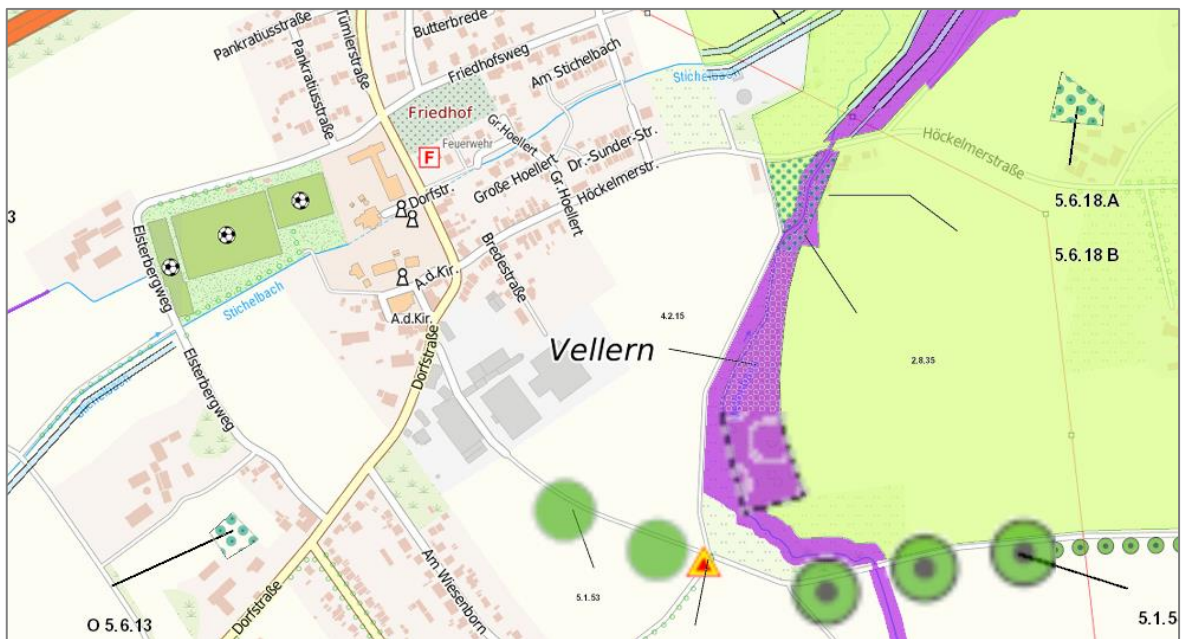 Pankratiusstraße
Pankratiusstraße
Tümlerstraße
Butterbrede
Friedhofsweg
Am Stichelbach
Stichelbach
Friedhof
Feuerwehr
F
Gr.Hoellert
Große Hoellert
Gr.Hoellert
Dr.-Sunder-Str.
Höckelmerstr.
Höckelmerstraße
5.6.18.A
5.6.18 B
3
Dorfstr.
Elsterbergweg
Stichelbach
A.d.Kir.
A.d.Kir.
Bredestraße
Dorfstraße
4.2.15
Vellern
2.8.35
Elsterbergweg
Am Wiesenborn
Dorfstraße
5.1.53
O 5.6.13
5.1.5